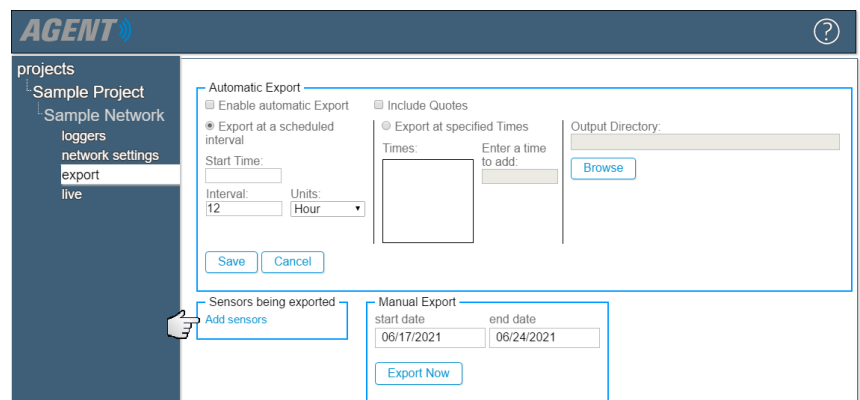 AGENT
?
projects
Sample Project
Sample Network
loggers
network settings
export
live
Automatic Export
Enable automatic Export
Include Quotes
Export at a scheduled
interval
Start Time:
Interval: Units:
12 Hour
Export at specified Times
Times:
Enter a time
to add:
Output Directory:
Browse
Save Cancel
Sensors being exported
Add sensors
Manual Export
start date end date
06/17/2021 06/24/2021
Export Now